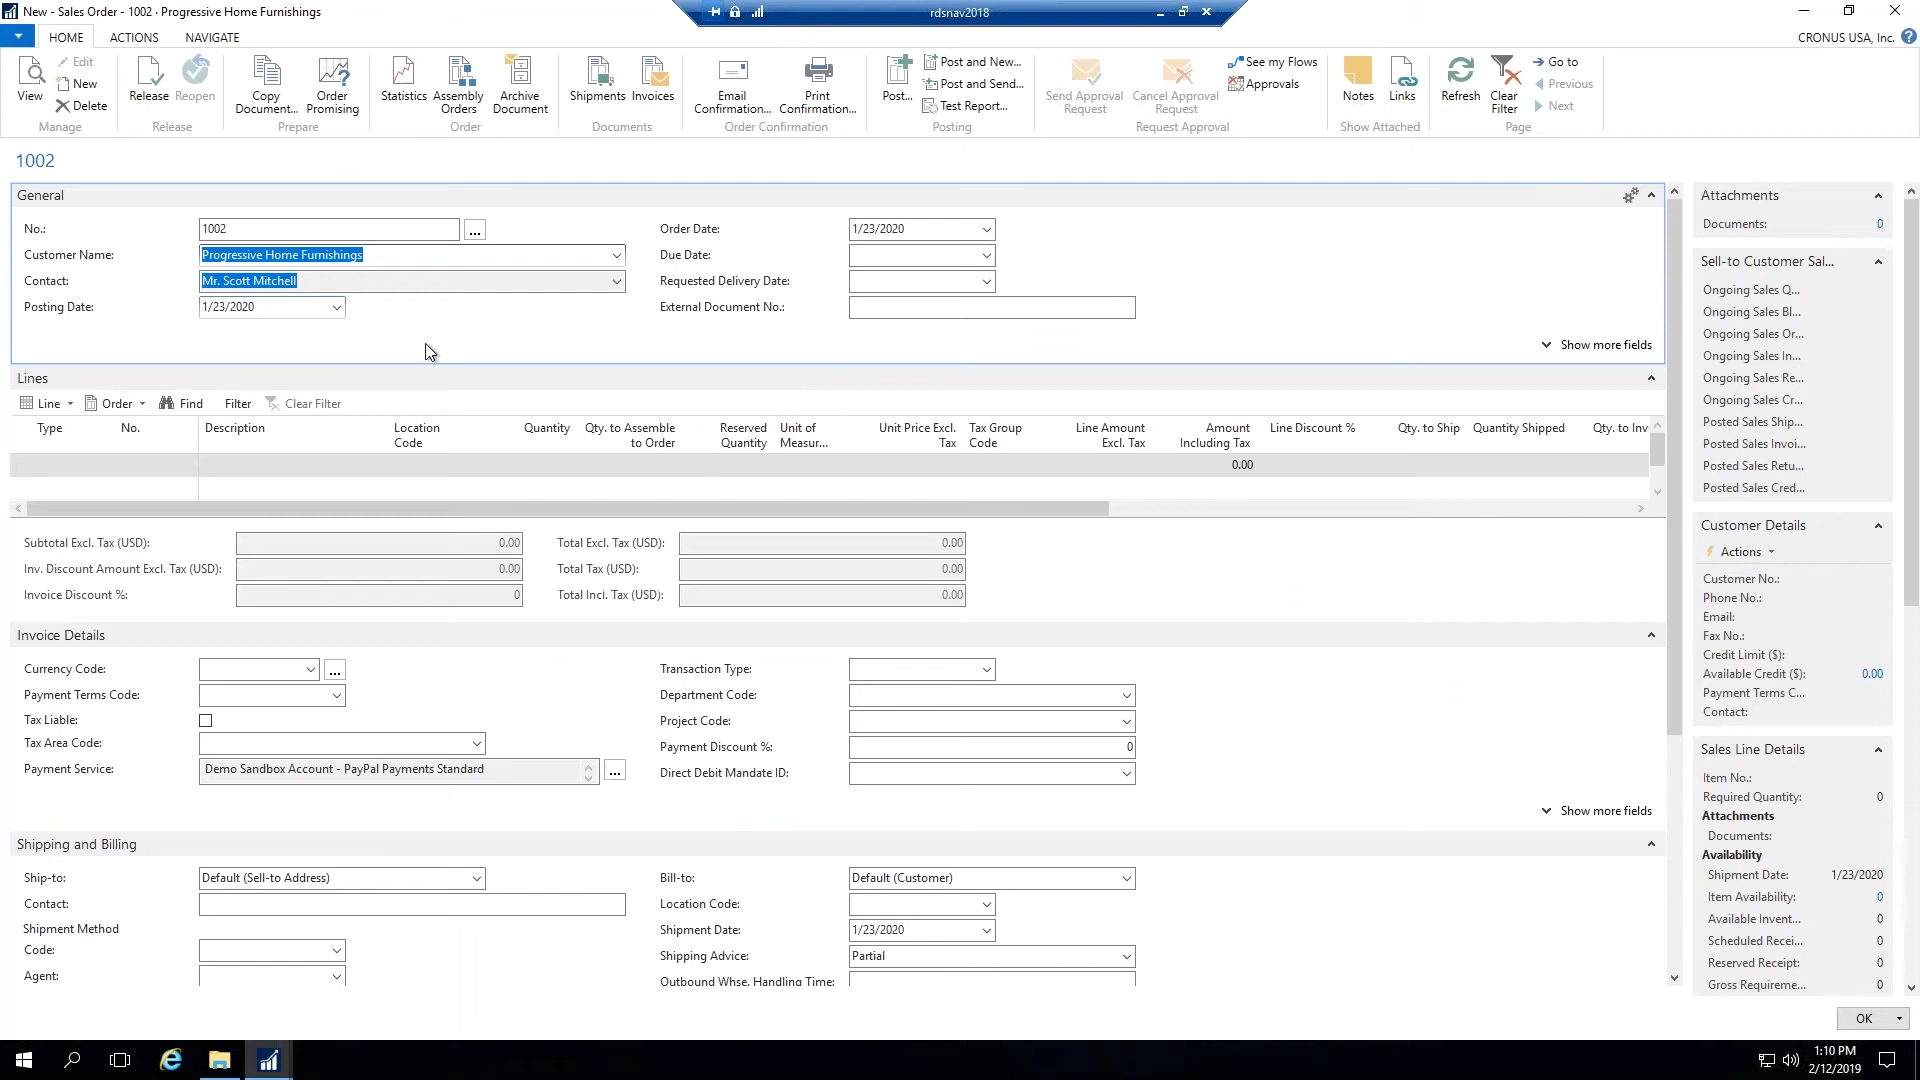 New - Sales Order - 1002 · Progressive Home Furnishings
rdsnav2018
HOME ACTIONS NAVIGATE
CRONUS USA, Inc.
View
Edit
New
Delete
Manage
Release
Reopen
Release
Copy Document...
Order Promising
Prepare
Statistics
Assembly Orders
Archive Document
Order
Shipments
Invoices
Documents
Email Confirmation...
Print Confirmation...
Order Confirmation
Post...
Post and New...
Post and Send...
Test Report...
Posting
Send Approval Request
Cancel Approval Request
See my Flows
Approvals
Request Approval
Notes
Links
Show Attached
Refresh
Clear Filter
Go to
Previous
Next
Page
1002
General
No.: 1002
Customer Name: Progressive Home Furnishings
Contact: Mr. Scott Mitchell
Posting Date: 1/23/2020
Order Date: 1/23/2020
Due Date:
Requested Delivery Date:
External Document No.:
Show more fields
Lines
Line Order Find Filter Clear Filter
Type
No.
Description
Location Code
Quantity
Qty. to Assemble to Order
Reserved Quantity
Unit of Measur...
Unit Price Excl. Tax
Tax Group Code
Line Amount Excl. Tax
Amount Including Tax
Line Discount %
Qty. to Ship
Quantity Shipped
Qty. to Inv
0.00
Subtotal Excl. Tax (USD): 0.00
Inv. Discount Amount Excl. Tax (USD): 0.00
Invoice Discount %: 0
Total Excl. Tax (USD): 0.00
Total Tax (USD): 0.00
Total Incl. Tax (USD): 0.00
Invoice Details
Currency Code:
Payment Terms Code:
Tax Liable:
Tax Area Code:
Payment Service: Demo Sandbox Account - PayPal Payments Standard
Transaction Type:
Department Code:
Project Code:
Payment Discount %: 0
Direct Debit Mandate ID:
Show more fields
Shipping and Billing
Ship-to: Default (Sell-to Address)
Contact:
Shipment Method
Code:
Agent:
Bill-to: Default (Customer)
Location Code:
Shipment Date: 1/23/2020
Shipping Advice: Partial
Outbound Whse. Handling Time:
Attachments
Documents: 0
Sell-to Customer Sal...
Ongoing Sales Q...
Ongoing Sales Bl...
Ongoing Sales Or...
Ongoing Sales In...
Ongoing Sales Re...
Ongoing Sales Cr...
Posted Sales Ship...
Posted Sales Invoi...
Posted Sales Retu...
Posted Sales Cred...
Customer Details
Actions
Customer No.:
Phone No.:
Email:
Fax No.:
Credit Limit ($):
Available Credit ($): 0.00
Payment Terms C...
Contact:
Sales Line Details
Item No.:
Required Quantity: 0
Attachments
Documents:
Availability
Shipment Date: 1/23/2020
Item Availability: 0
Available Invent... 0
Scheduled Recei... 0
Reserved Receipt: 0
Gross Requireme... 0
OK
1:10 PM
2/12/2019